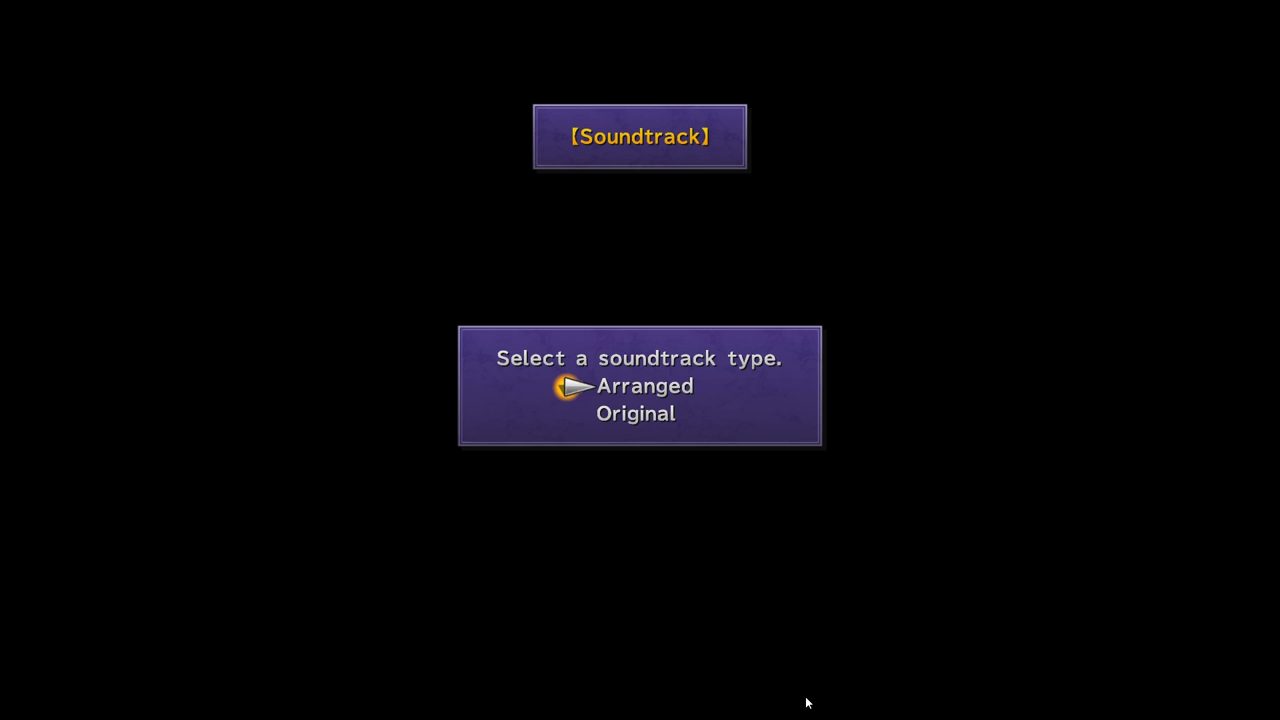 【Soundtrack】
Select a soundtrack type.
Arranged
Original